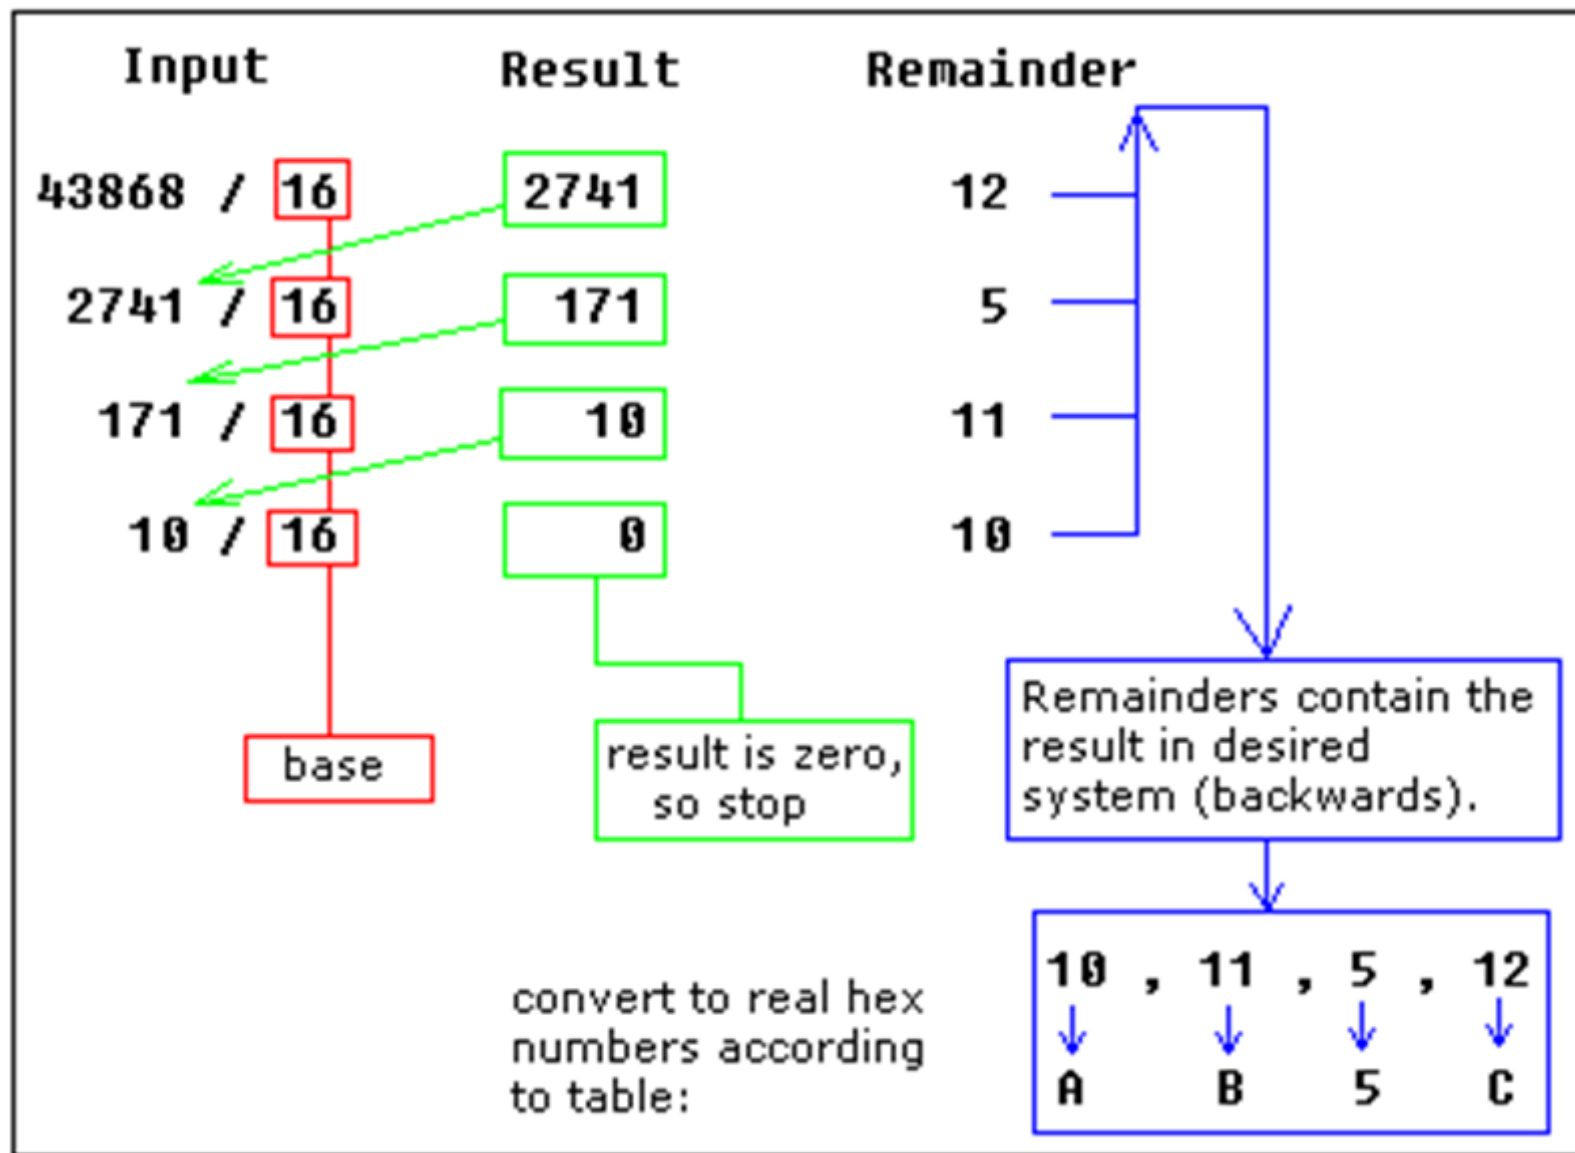 Input Result Remainder
43868 / 16 2741 12
2741 / 16 171 5
171 / 16 10 11
10 / 16 0 10
base
result is zero,
so stop
Remainders contain the
result in desired
system (backwards).
10 , 11 , 5 , 12
A B 5 C
convert to real hex
numbers according
to table: